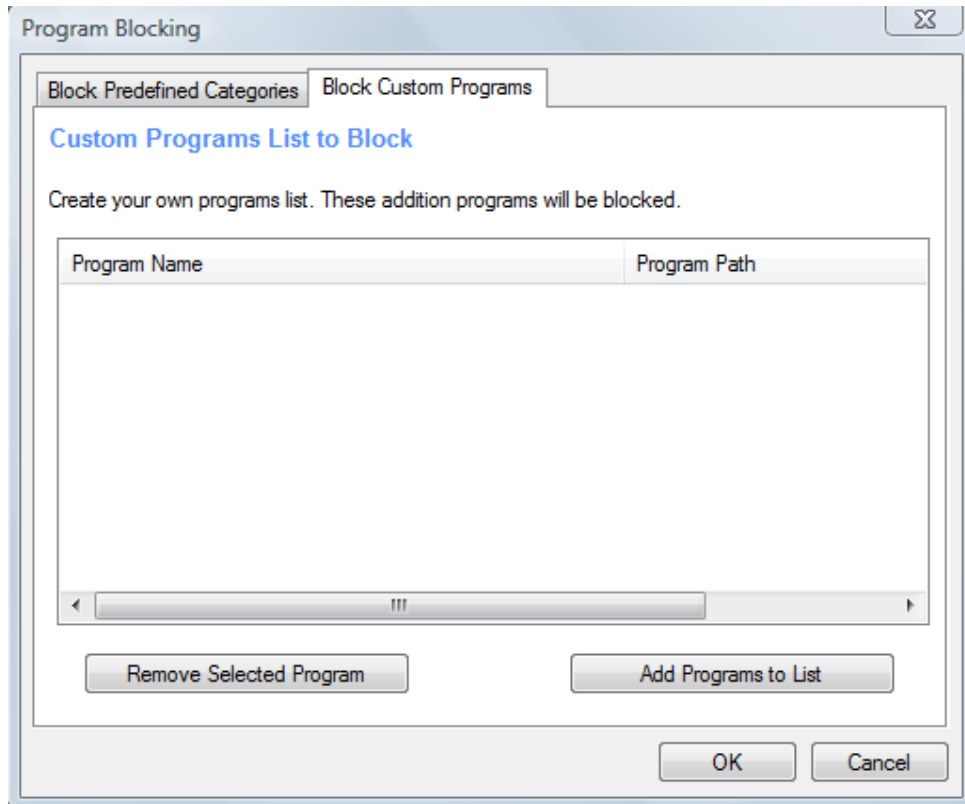 Program Blocking
Block Predefined Categories Block Custom Programs
Custom Programs List to Block
Create your own programs list. These addition programs will be blocked.
Program Name Program Path
Remove Selected Program Add Programs to List
OK Cancel